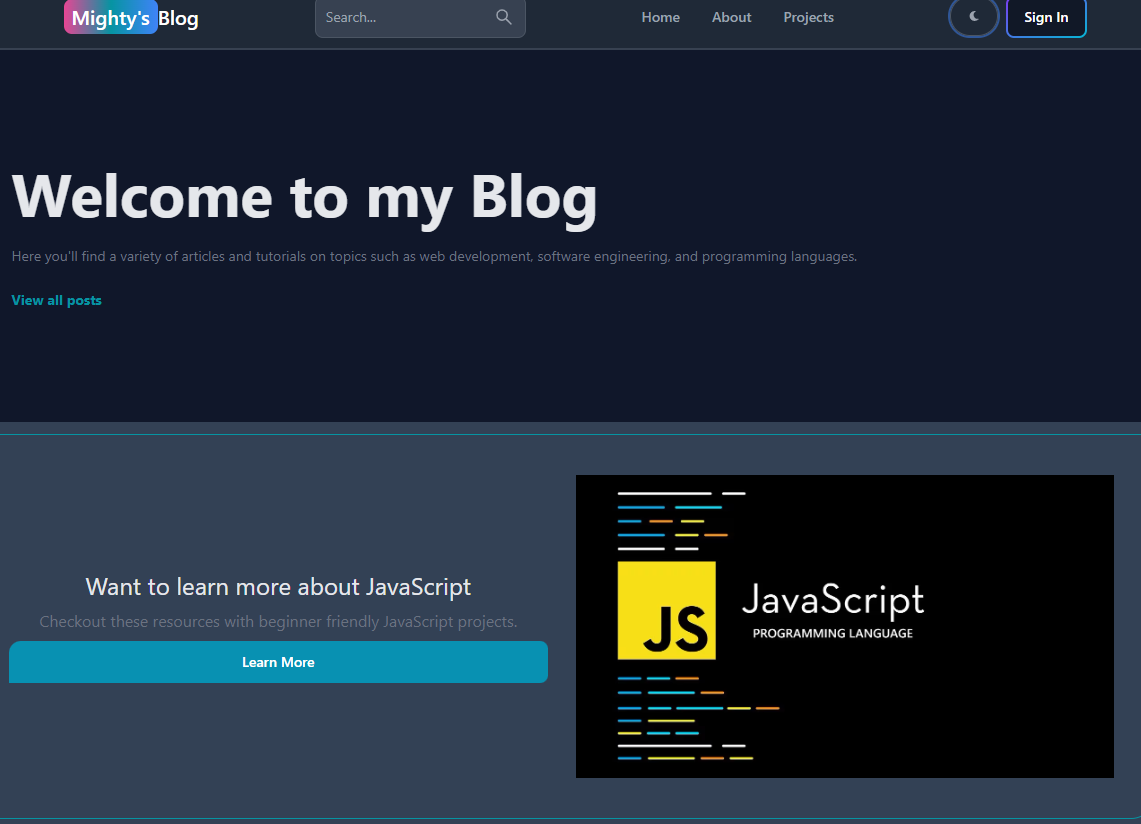 Mighty's Blog
Search...
Home About Projects
Sign In
Welcome to my Blog
Here you'll find a variety of articles and tutorials on topics such as web development, software engineering, and programming languages.
View all posts
Want to learn more about JavaScript
Checkout these resources with beginner friendly JavaScript projects.
Learn More
JS
JavaScript
PROGRAMMING LANGUAGE